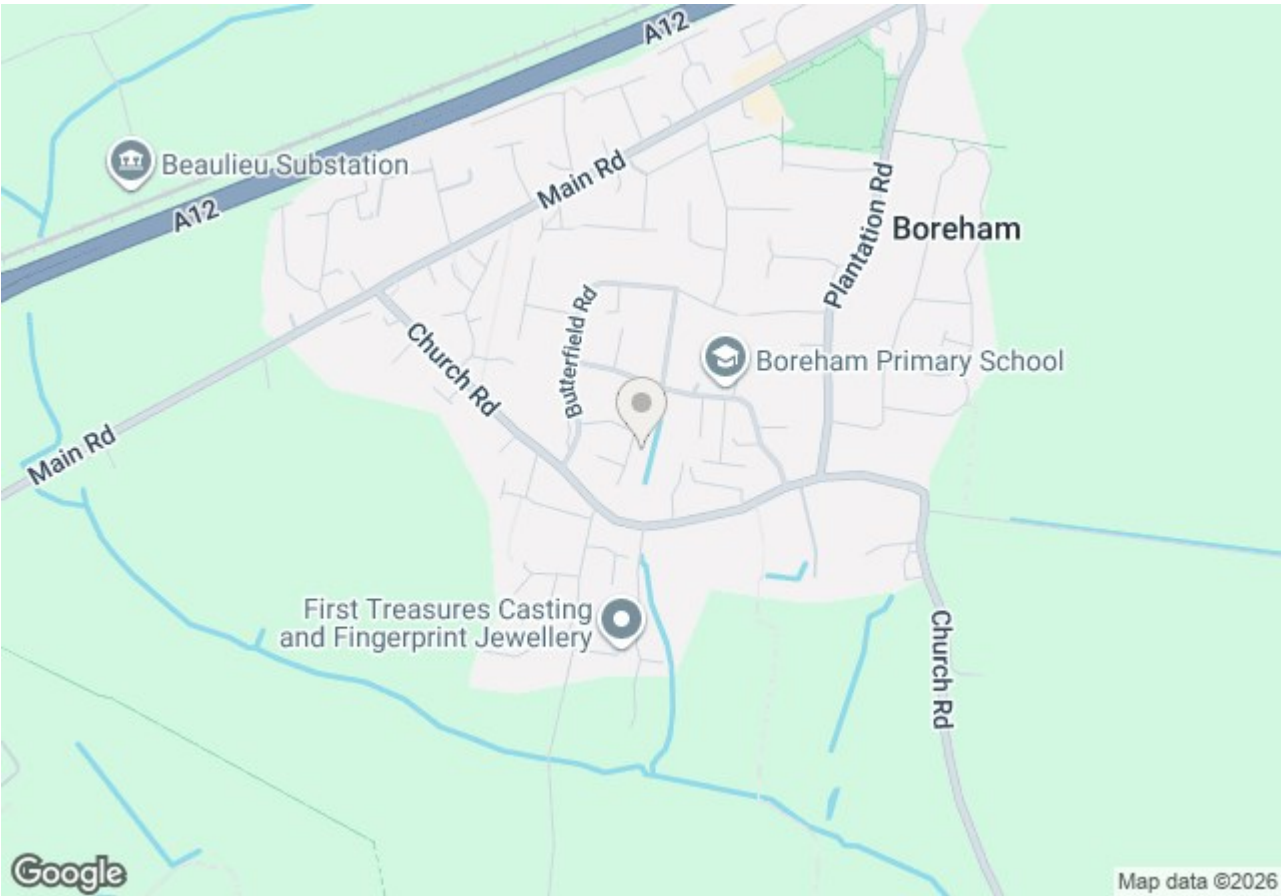 A12
Beaulieu Substation
A12
Main Rd
Plantation Rd
Boreham
Butterfield Rd
Church Rd
Boreham Primary School
Main Rd
First Treasures Casting
and Fingerprint Jewellery
Church Rd
Google
Map data ©2026